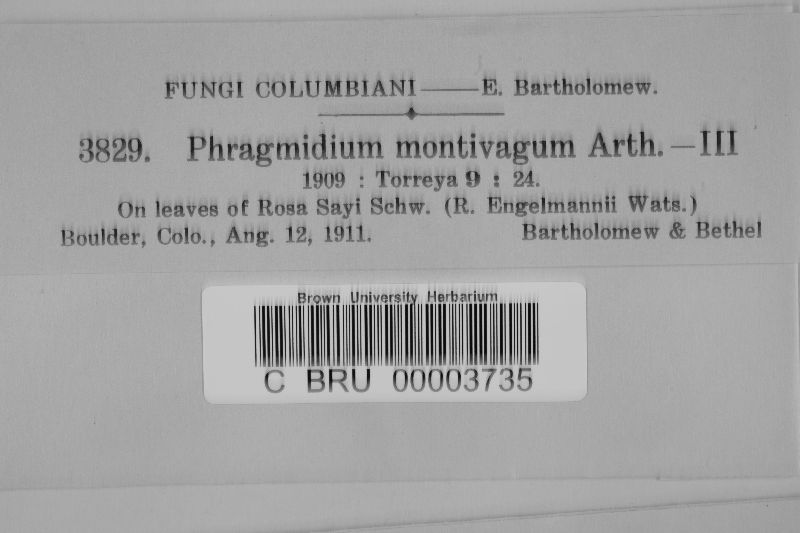 FUNGI COLUMBIANI——E. Bartholomew.
3829. Phragmidium montivagum Arth.—III
1909 : Torreya 9 : 24.
On leaves of Rosa Sayi Schw. (R. Engelmannii Wats.)
Boulder, Colo., Aug. 12, 1911. Bartholomew & Bethel
Brown University Herbarium
C BRU 00003735